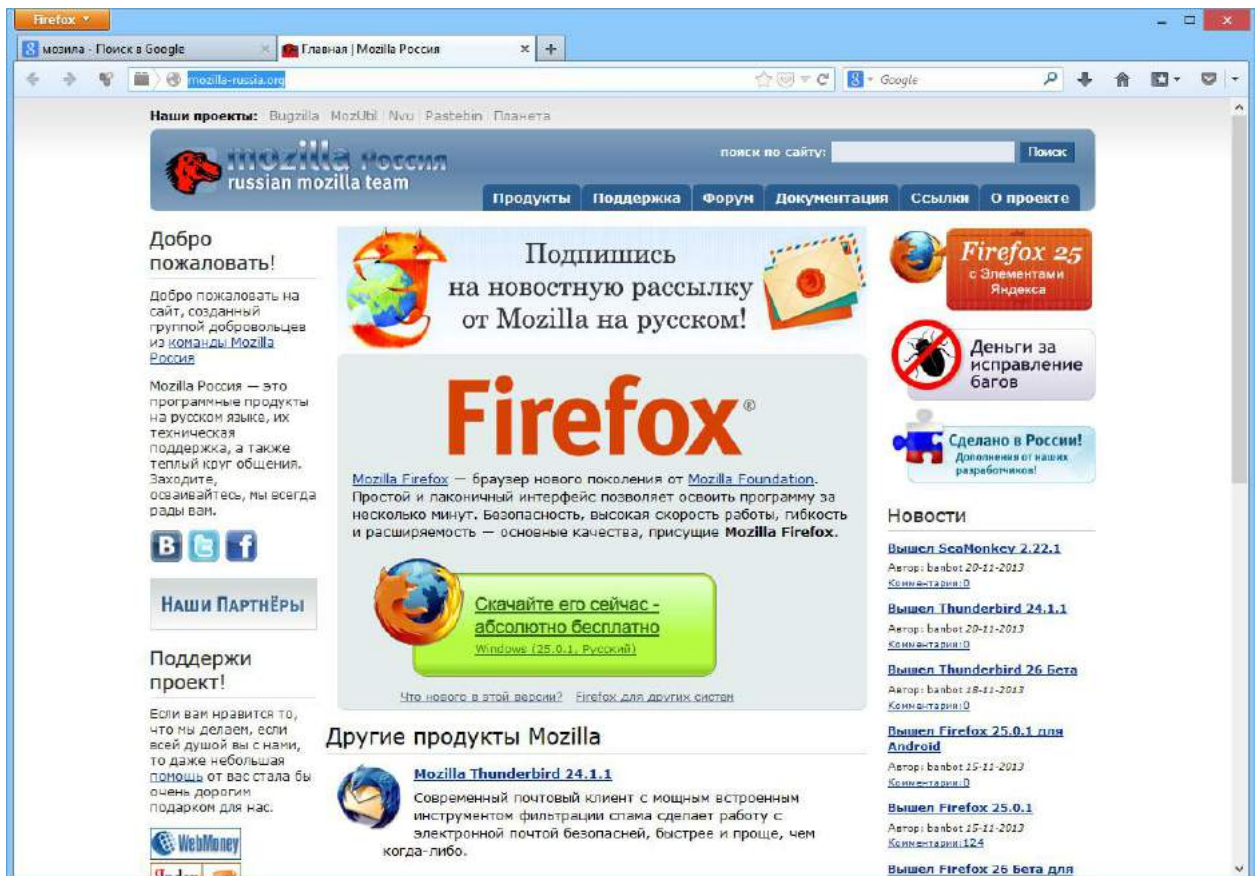 Firefox
мозила - Поиск в Google
Главная | Mozilla Россия
mozilla-russia.org
Google
Наши проекты: Bugzilla MozUbi Nvu Pastebin Планета
mozilla Россия
russian mozilla team
поиск по сайту:
Поиск
Продукты
Поддержка
Форум
Документация
Ссылки
О проекте
Добро
пожаловать!
Добро пожаловать на
сайт, созданный
группой добровольцев
из команды Mozilla
Россия
Mozilla Россия — это
программные продукты
на русском языке, их
техническая
поддержка, а также
теплый круг общения.
Заходите,
осваивайтесь, мы всегда
рады вам.
Наши Партнёры
Поддержи
проект!
Если вам нравится то,
что мы делаем, если
всей душой вы с нами,
то даже небольшая
помощь от вас стала бы
очень дорогим
подарком для нас.
WebMoney
Подпишись
на новостную рассылку
от Mozilla на русском!
Firefox®
Mozilla Firefox — браузер нового поколения от Mozilla Foundation.
Простой и лаконичный интерфейс позволяет освоить программу за
несколько минут. Безопасность, высокая скорость работы, гибкость
и расширяемость — основные качества, присущие Mozilla Firefox.
Скачайте его сейчас -
абсолютно бесплатно
Windows (25.0.1, Русский)
Что нового в этой версии? Firefox для других систем
Другие продукты Mozilla
Mozilla Thunderbird 24.1.1
Современный почтовый клиент с мощным встроенным
инструментом фильтрации спама сделает работу с
электронной почтой безопасней, быстрее и проще, чем
когда-либо.
Firefox 25
с Элементами
Яндекса
Деньги за
исправление
багов
Сделано в России!
Дополнения от наших
разработчиков!
Новости
Вышел SeaMonkey 2.22.1
Автор: banbot 20-11-2013
Комментарии:0
Вышел Thunderbird 24.1.1
Автор: banbot 20-11-2013
Комментарии:0
Вышел Thunderbird 26 Бета
Автор: banbot 18-11-2013
Комментарии:0
Вышел Firefox 25.0.1 для
Android
Автор: banbot 15-11-2013
Комментарии:0
Вышел Firefox 25.0.1
Автор: banbot 15-11-2013
Комментарии:124
Вышел Firefox 26 Бета для